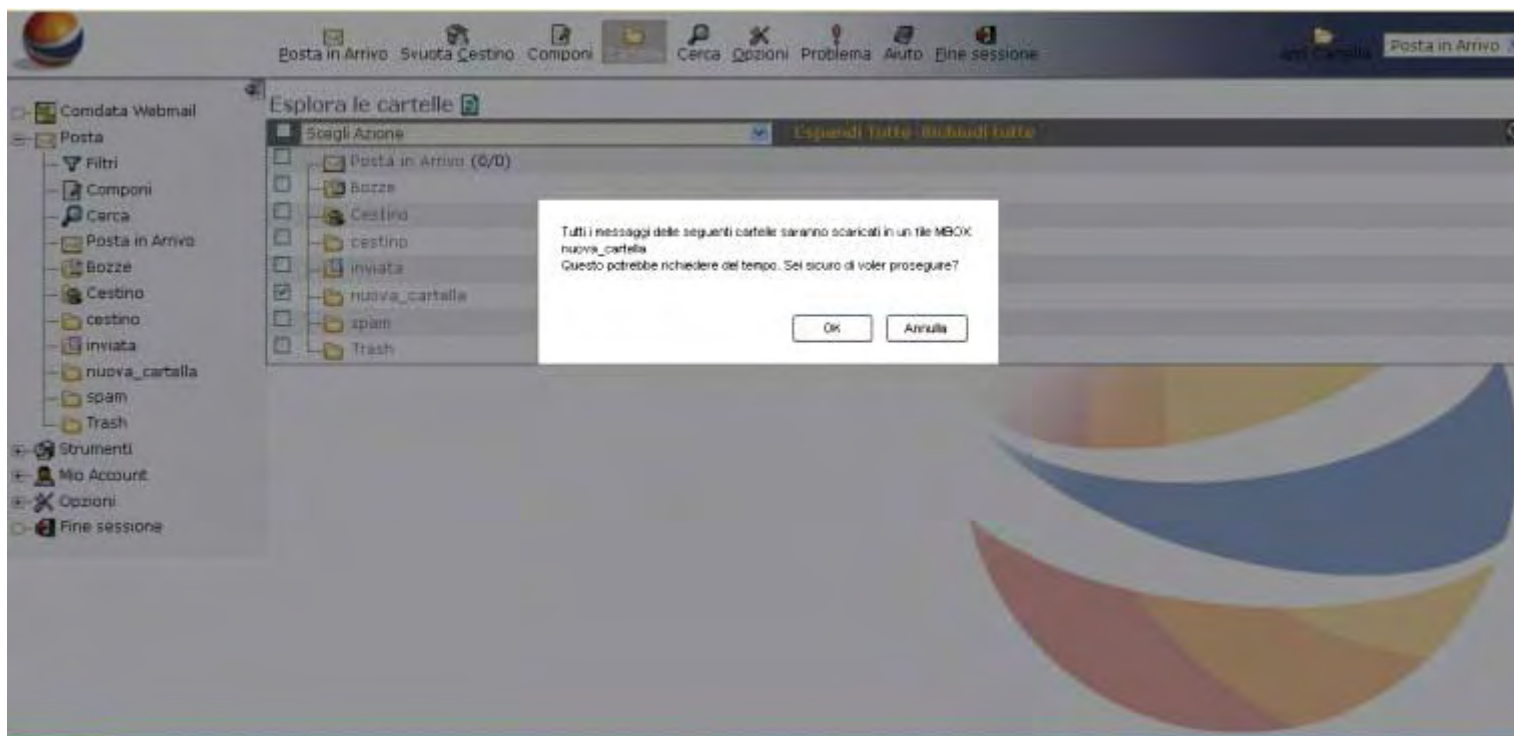 Posta in Arrivo Svuota Cestino Componi Cerca Opzioni Problema Aiuto Fine sessione
Posta in Arrivo
Comdata Webmail
Posta
Filtri
Componi
Cerca
Posta in Arrivo
Bozze
Cestino
cestino
inviata
nuova_cartella
spam
Trash
Strumenti
Mio Account
Opzioni
Fine sessione
Esplora le cartelle
Scegli Azione
Espandi Tutte Richiudi tutte
Posta in Arrivo (0/0)
Bozze
Cestino
cestino
inviata
nuova_cartella
spam
Trash
Tutti i messaggi delle seguenti cartelle saranno scaricati in un file MBOX:
nuova_cartella
Questo potrebbe richiedere del tempo. Sei sicuro di voler proseguire?
OK
Annulla